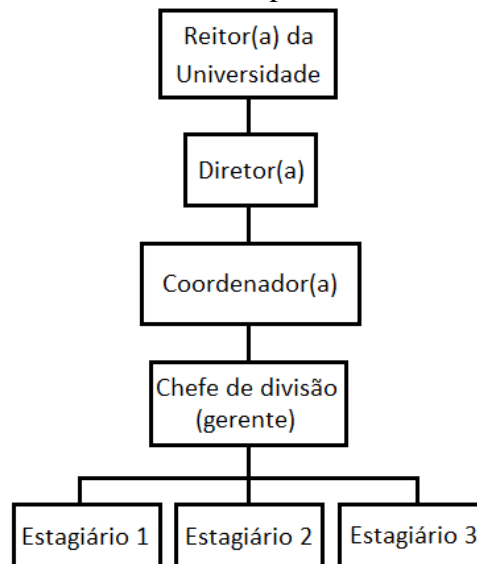 Reitor(a) da
Universidade
Diretor(a)
Coordenador(a)
Chefe de divisão
(gerente)
Estagiário 1
Estagiário 2
Estagiário 3